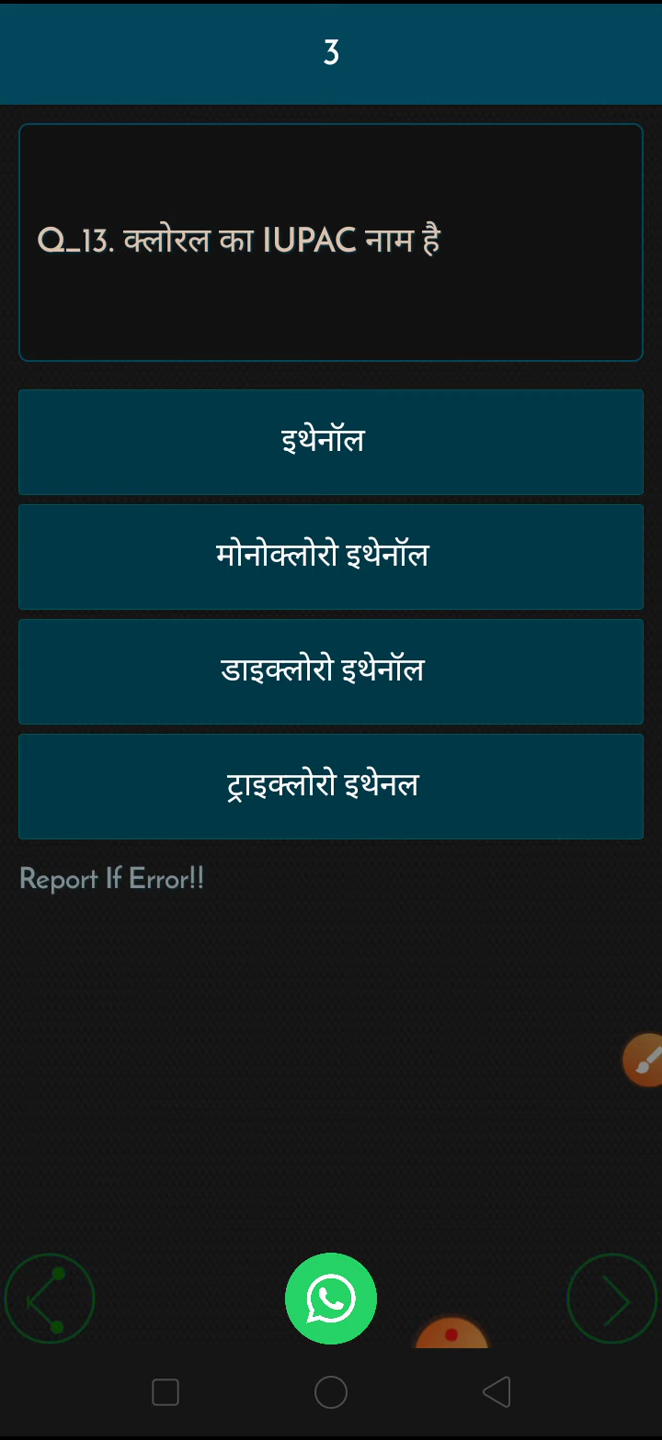 3
Q_13. क्लोरल का IUPAC नाम है
इथेनॉल
मोनोक्लोरो इथेनॉल
डाइक्लोरो इथेनॉल
ट्राइक्लोरो इथेनल
Report If Error!!